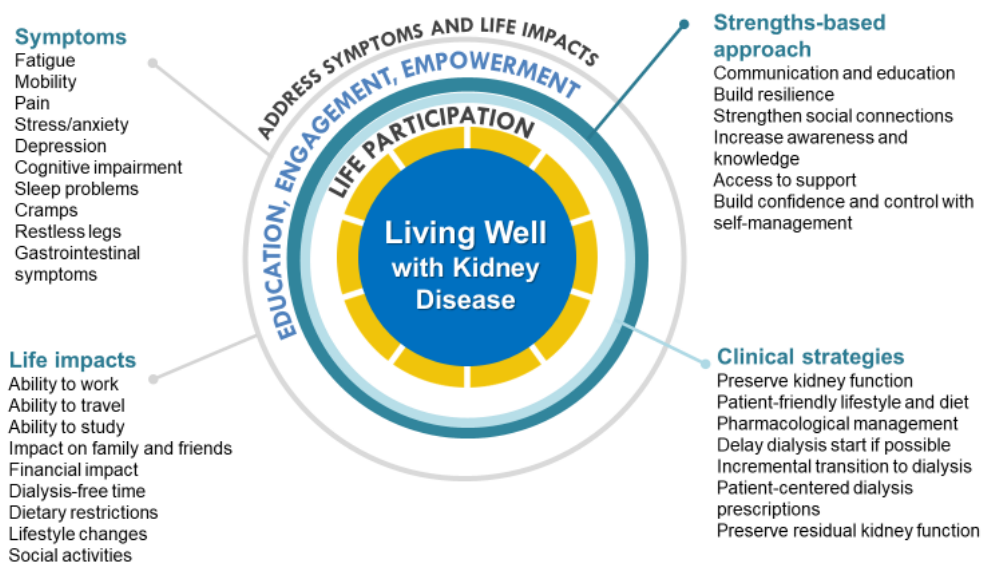 Symptoms
Fatigue
Mobility
Pain
Stress/anxiety
Depression
Cognitive impairment
Sleep problems
Cramps
Restless legs
Gastrointestinal
symptoms
Life impacts
Ability to work
Ability to travel
Ability to study
Impact on family and friends
Financial impact
Dialysis-free time
Dietary restrictions
Lifestyle changes
Social activities
ADDRESS SYMPTOMS AND LIFE IMPACTS
EDUCATION, ENGAGEMENT, EMPOWERMENT
LIFE PARTICIPATION
Living Well
with Kidney
Disease
Strengths-based
approach
Communication and education
Build resilience
Strengthen social connections
Increase awareness and
knowledge
Access to support
Build confidence and control with
self-management
Clinical strategies
Preserve kidney function
Patient-friendly lifestyle and diet
Pharmacological management
Delay dialysis start if possible
Incremental transition to dialysis
Patient-centered dialysis
prescriptions
Preserve residual kidney function